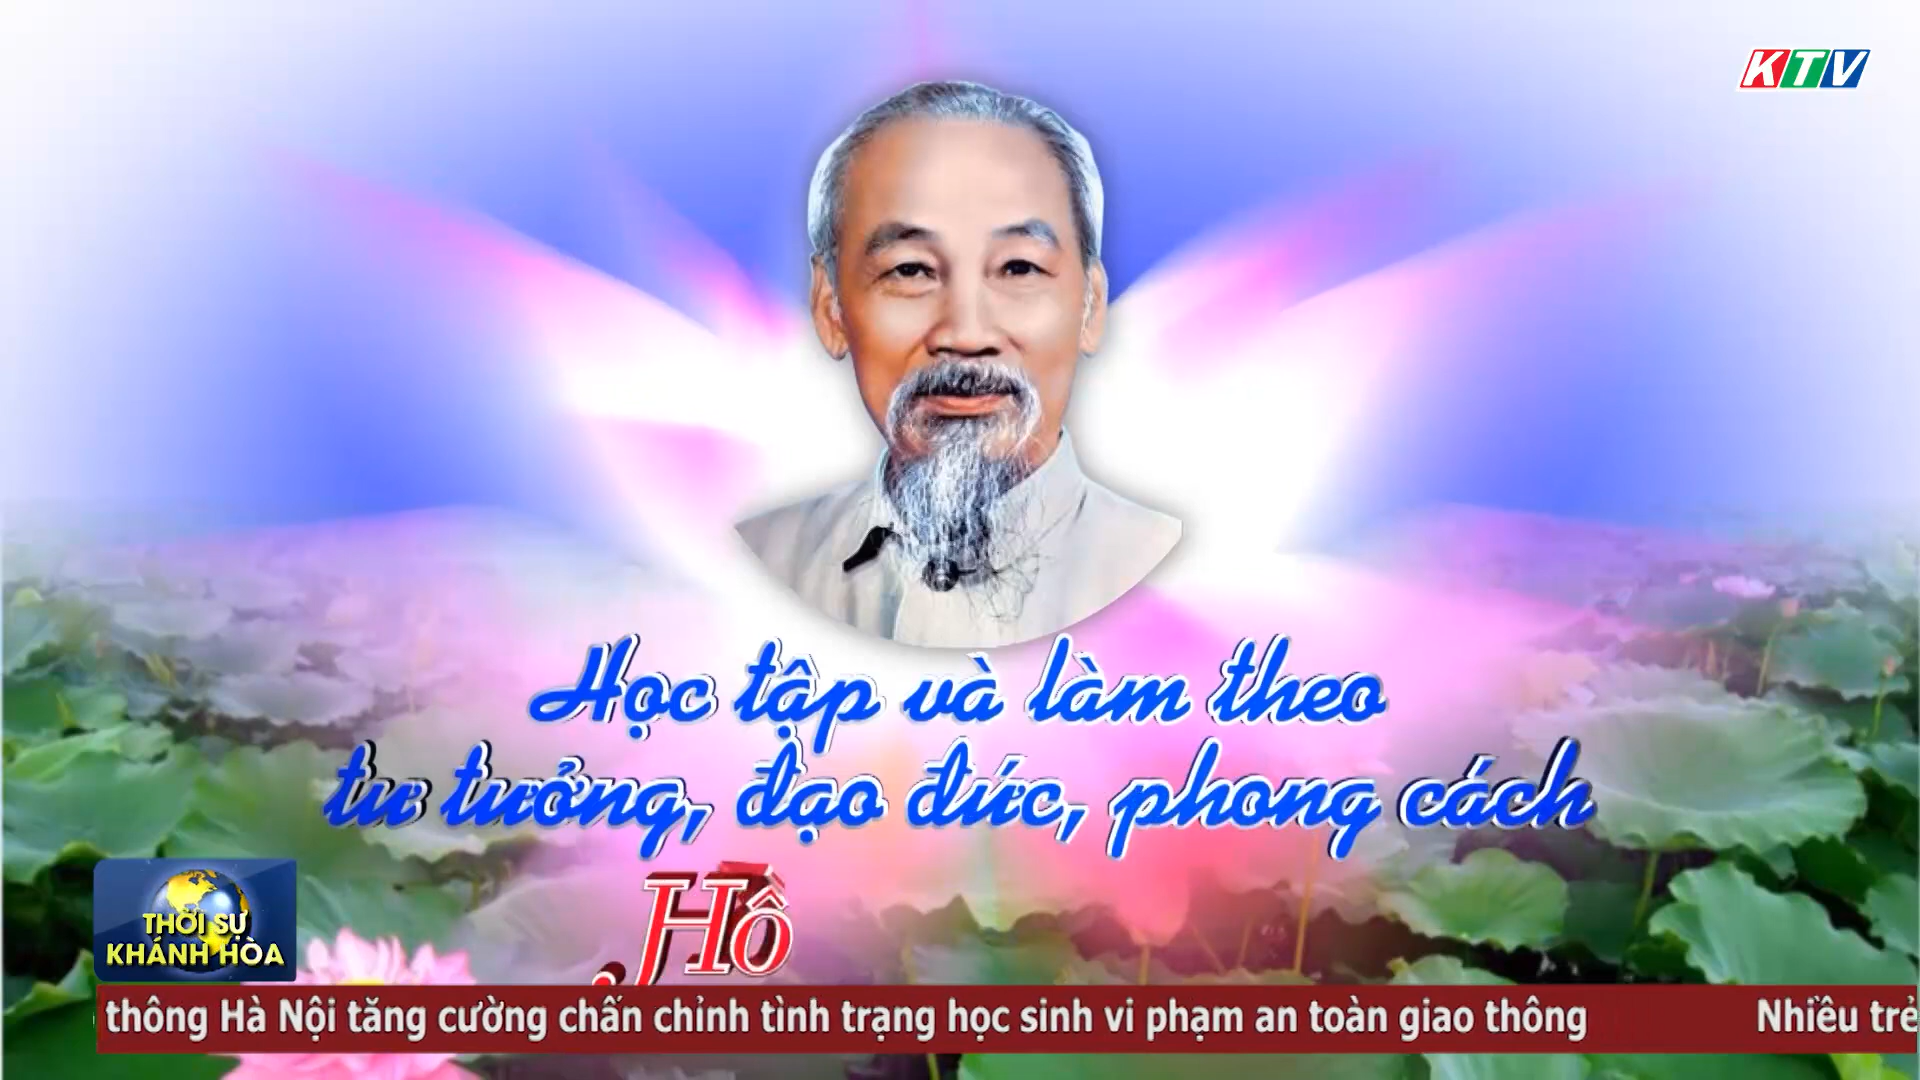 KTV
Học tập và làm theo
tư tưởng, đạo đức, phong cách
Hồ
THỜI SỰ
KHÁNH HÒA
thông Hà Nội tăng cường chấn chỉnh tình trạng học sinh vi phạm an toàn giao thông Nhiều trẻ